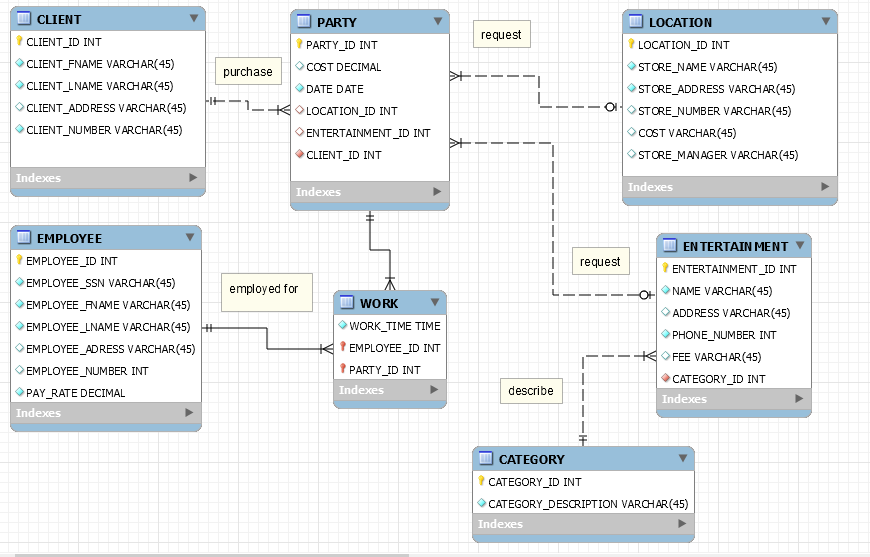 CLIENT
CLIENT_ID INT
CLIENT_FNAME VARCHAR(45)
CLIENT_LNAME VARCHAR(45)
CLIENT_ADDRESS VARCHAR(45)
CLIENT_NUMBER VARCHAR(45)
Indexes
purchase
PARTY
PARTY_ID INT
COST DECIMAL
DATE DATE
LOCATION_ID INT
ENTERTAINMENT_ID INT
CLIENT_ID INT
Indexes
request
LOCATION
LOCATION_ID INT
STORE_NAME VARCHAR(45)
STORE_ADDRESS VARCHAR(45)
STORE_NUMBER VARCHAR(45)
COST VARCHAR(45)
STORE_MANAGER VARCHAR(45)
Indexes
EMPLOYEE
EMPLOYEE_ID INT
EMPLOYEE_SSN VARCHAR(45)
EMPLOYEE_FNAME VARCHAR(45)
EMPLOYEE_LNAME VARCHAR(45)
EMPLOYEE_ADRESS VARCHAR(45)
EMPLOYEE_NUMBER INT
PAY_RATE DECIMAL
Indexes
employed for
WORK
WORK_TIME TIME
EMPLOYEE_ID INT
PARTY_ID INT
Indexes
request
ENTERTAINMENT
ENTERTAINMENT_ID INT
NAME VARCHAR(45)
ADDRESS VARCHAR(45)
PHONE_NUMBER INT
FEE VARCHAR(45)
CATEGORY_ID INT
Indexes
describe
CATEGORY
CATEGORY_ID INT
CATEGORY_DESCRIPTION VARCHAR(45)
Indexes